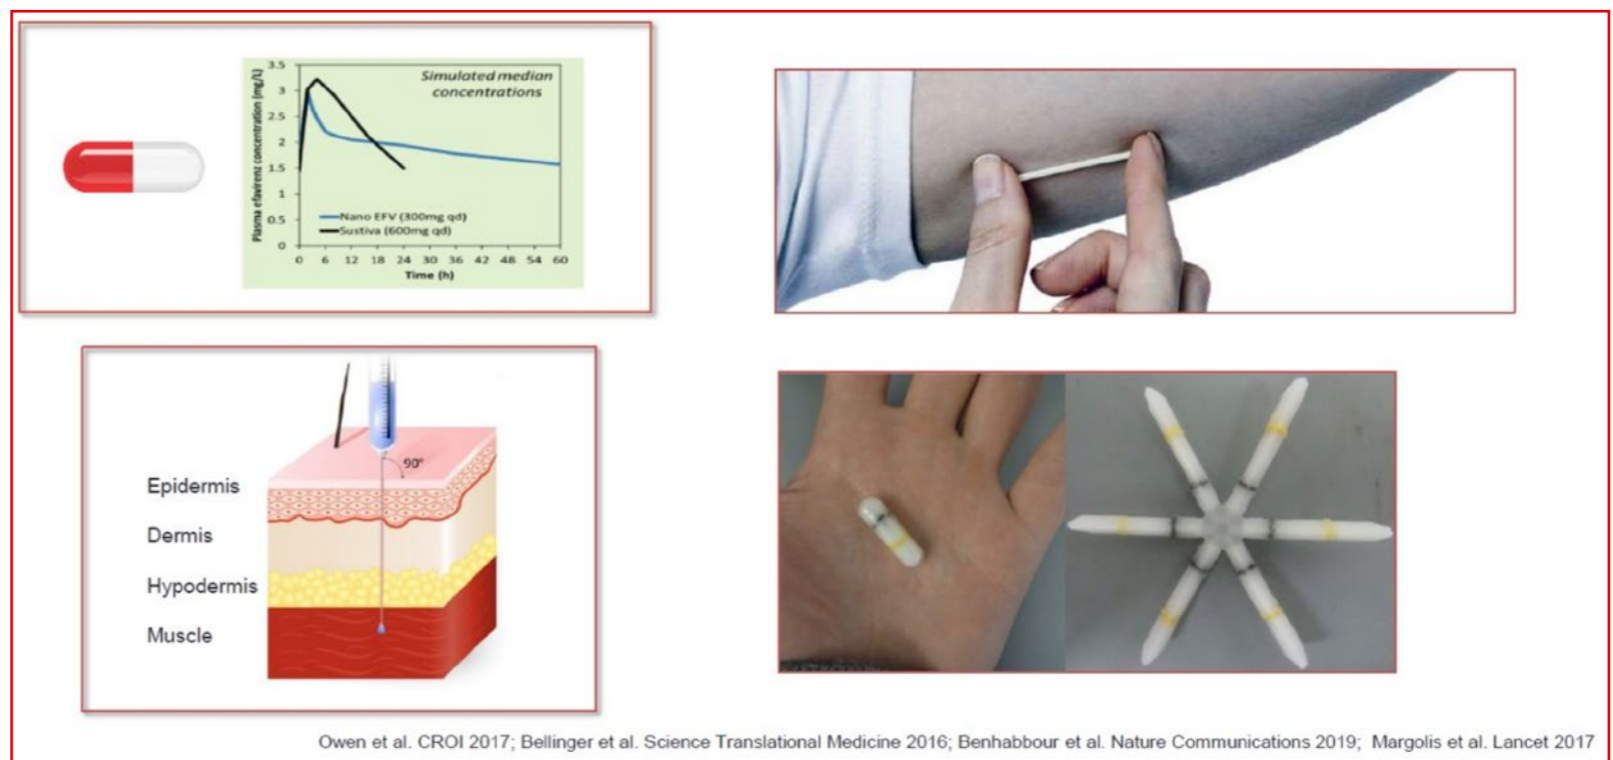 Simulated median
concentrations
Plasma efavirenz concentration (mg/L)
3.5
3
2.5
2
1.5
1
0.5
0
Nano EFV (300mg qd)
Sustiva (600mg qd)
0 6 12 18 24 30 36 42 48 54 60
Time (h)
90°
Epidermis
Dermis
Hypodermis
Muscle
Owen et al. CROI 2017; Bellinger et al. Science Translational Medicine 2016; Benhabbour et al. Nature Communications 2019; Margolis et al. Lancet 2017